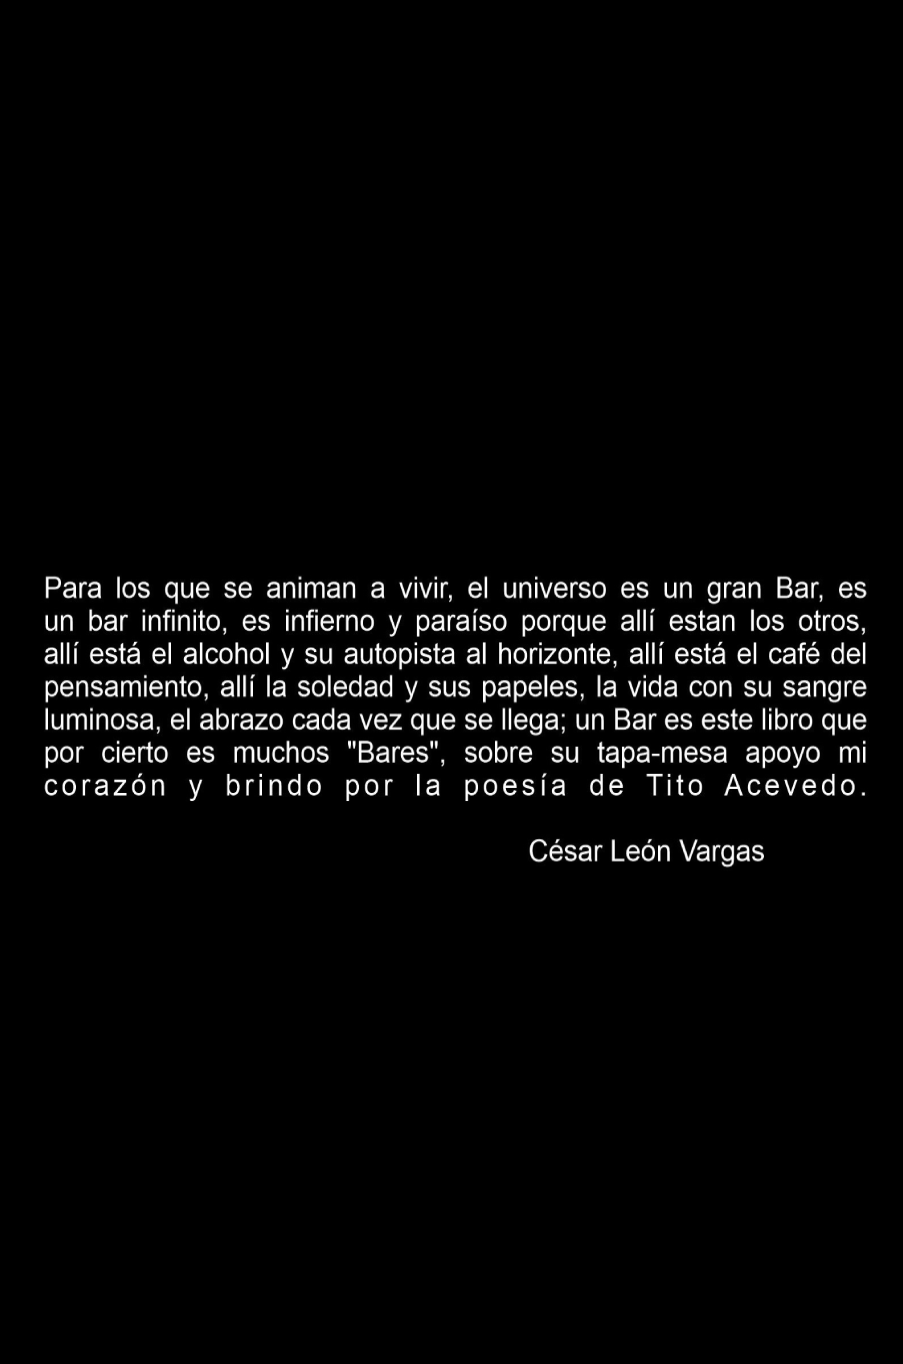 Para los que se animan a vivir, el universo es un gran Bar, es
un bar infinito, es infierno y paraíso porque allí estan los otros,
allí está el alcohol y su autopista al horizonte, allí está el café del
pensamiento, allí la soledad y sus papeles, la vida con su sangre
luminosa, el abrazo cada vez que se llega; un Bar es este libro que
por cierto es muchos "Bares", sobre su tapa-mesa apoyo mi
corazón y brindo por la poesía de Tito Acevedo.
César León Vargas